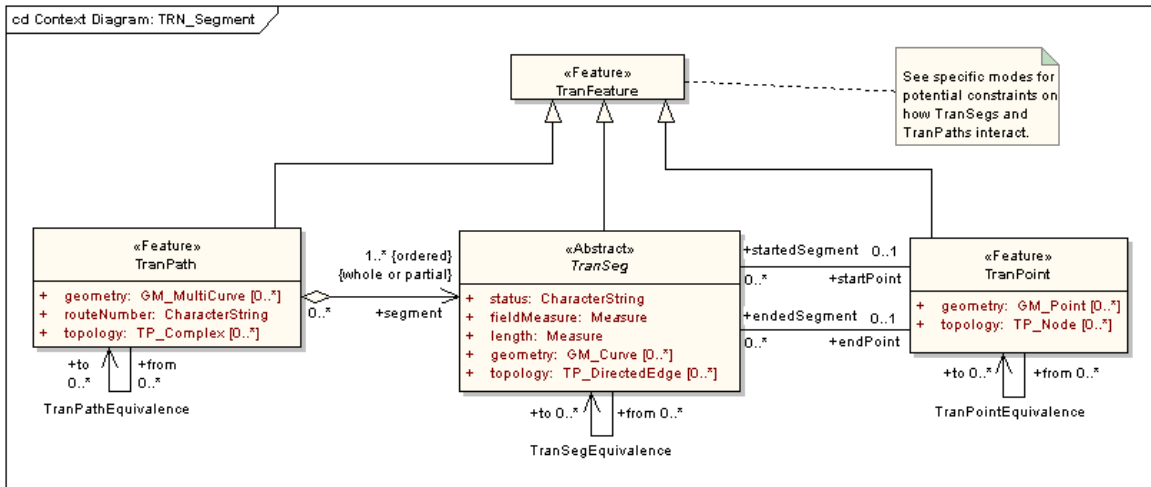 cd Context Diagram: TRN_Segment
«Feature»
TranFeature
See specific modes for
potential constraints on
how TranSegs and
TranPaths interact.
«Feature»
TranPath
+ geometry: GM_MultiCurve [0..*]
+ routeNumber: CharacterString
+ topology: TP_Complex [0..*]
1..* {ordered}
{whole or partial}
0..*
+segment
«Abstract»
TranSeg
+ status: CharacterString
+ fieldMeasure: Measure
+ length: Measure
+ geometry: GM_Curve [0..*]
+ topology: TP_DirectedEdge [0..*]
+startedSegment 0..1
0..* +startPoint
+endedSegment 0..1
0..* +endPoint
«Feature»
TranPoint
+ geometry: GM_Point [0..*]
+ topology: TP_Node [0..*]
+to +from
0..* 0..*
TranPathEquivalence
+to 0..* +from 0..*
TranSegEquivalence
+to 0..* +from 0..*
TranPointEquivalence